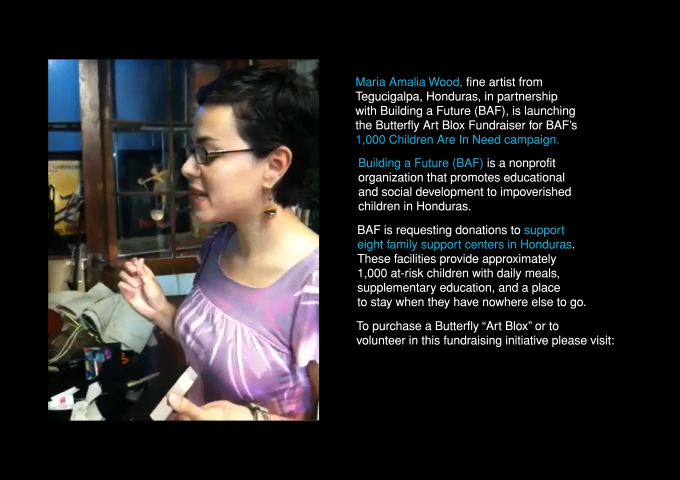 Maria Amalia Wood, fine artist from
Tegucigalpa, Honduras, in partnership
with Building a Future (BAF), is launching
the Butterfly Art Blox Fundraiser for BAF's
1,000 Children Are In Need campaign.
Building a Future (BAF) is a nonprofit
organization that promotes educational
and social development to impoverished
children in Honduras.
BAF is requesting donations to support
eight family support centers in Honduras.
These facilities provide approximately
1,000 at-risk children with daily meals,
supplementary education, and a place
to stay when they have nowhere else to go.
To purchase a Butterfly “Art Blox” or to
volunteer in this fundraising initiative please visit: